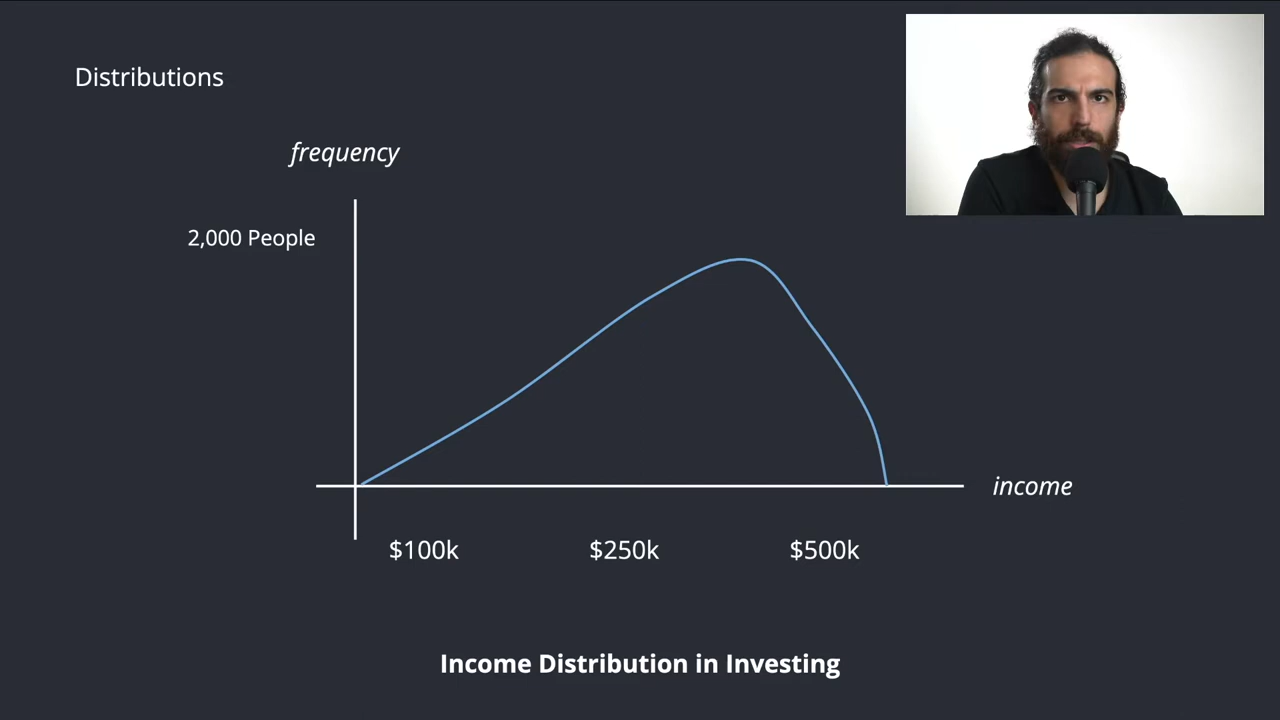 Distributions
frequency
2,000 People
income
$100k
$250k
$500k
Income Distribution in Investing